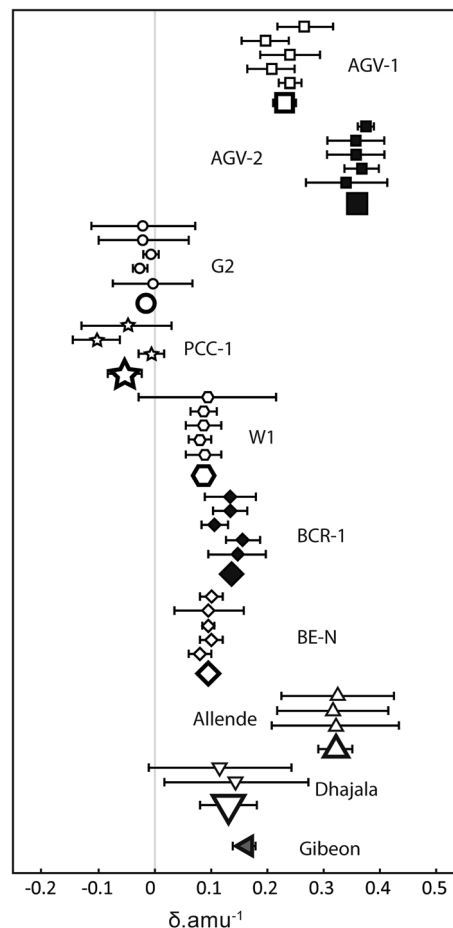 AGV-1
AGV-2
G2
PCC-1
W1
BCR-1
BE-N
Allende
Dhajala
Gibeon
-0.2 -0.1 0 0.1 0.2 0.3 0.4 0.5
δ.amu⁻¹